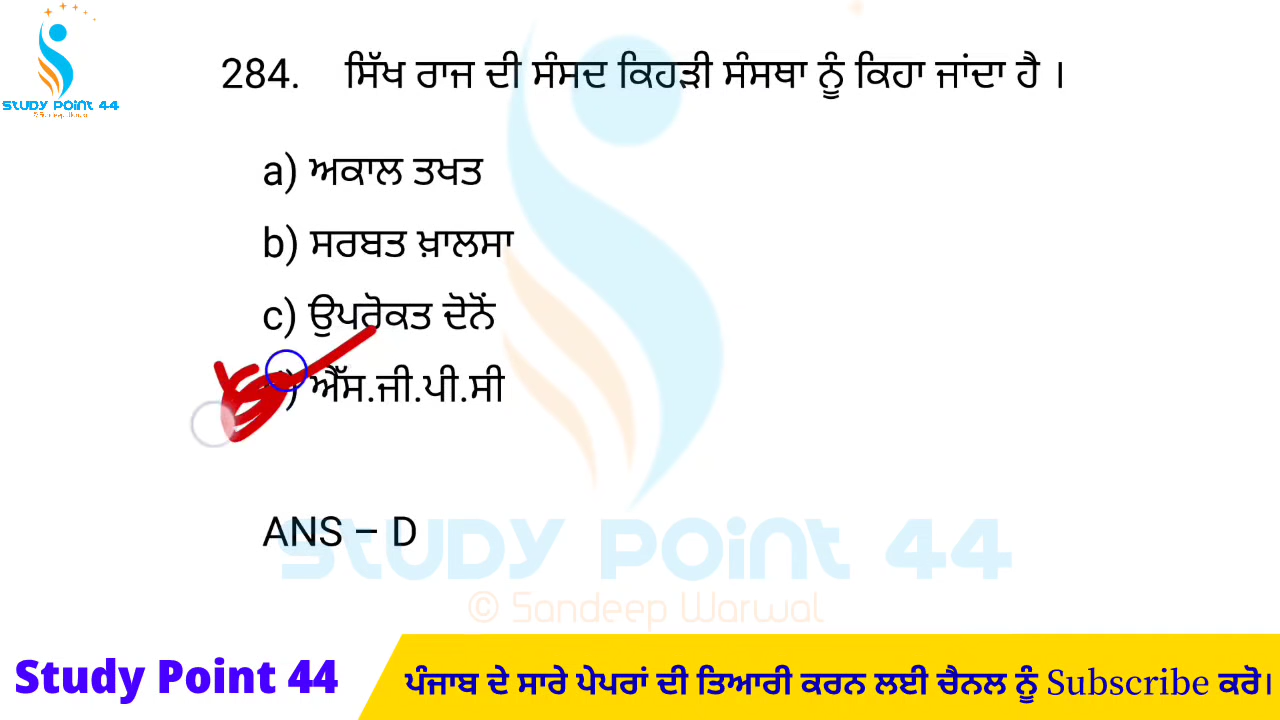 STUDY POINT 44
284. ਸਿੱਖ ਰਾਜ ਦੀ ਸੰਸਦ ਕਿਹੜੀ ਸੰਸਥਾ ਨੂੰ ਕਿਹਾ ਜਾਂਦਾ ਹੈ ।
a) ਅਕਾਲ ਤਖਤ
b) ਸਰਬਤ ਖ਼ਾਲਸਾ
c) ਉਪਰੋਕਤ ਦੋਨੋਂ
) ਐੱਸ.ਜੀ.ਪੀ.ਸੀ
ANS – D
STUDY POINT 44
© Sandeep Warwal
Study Point 44
ਪੰਜਾਬ ਦੇ ਸਾਰੇ ਪੇਪਰਾਂ ਦੀ ਤਿਆਰੀ ਕਰਨ ਲਈ ਚੈਨਲ ਨੂੰ Subscribe ਕਰੋ।